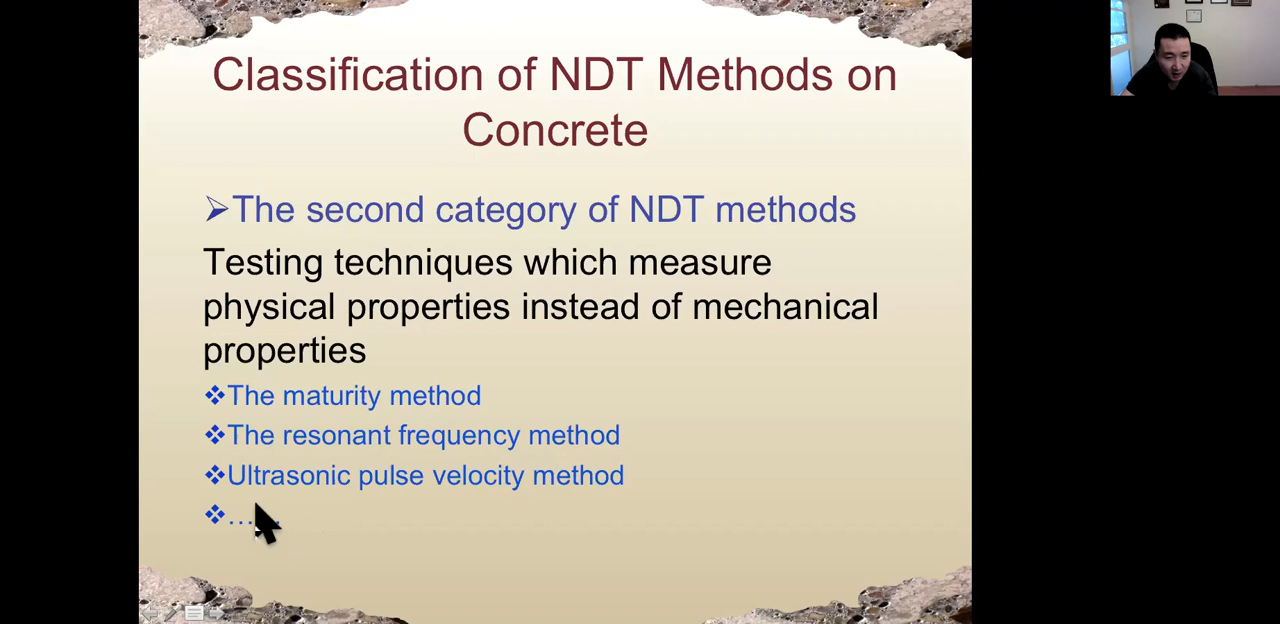 Classification of NDT Methods on
Concrete
The second category of NDT methods
Testing techniques which measure
physical properties instead of mechanical
properties
The maturity method
The resonant frequency method
Ultrasonic pulse velocity method
……